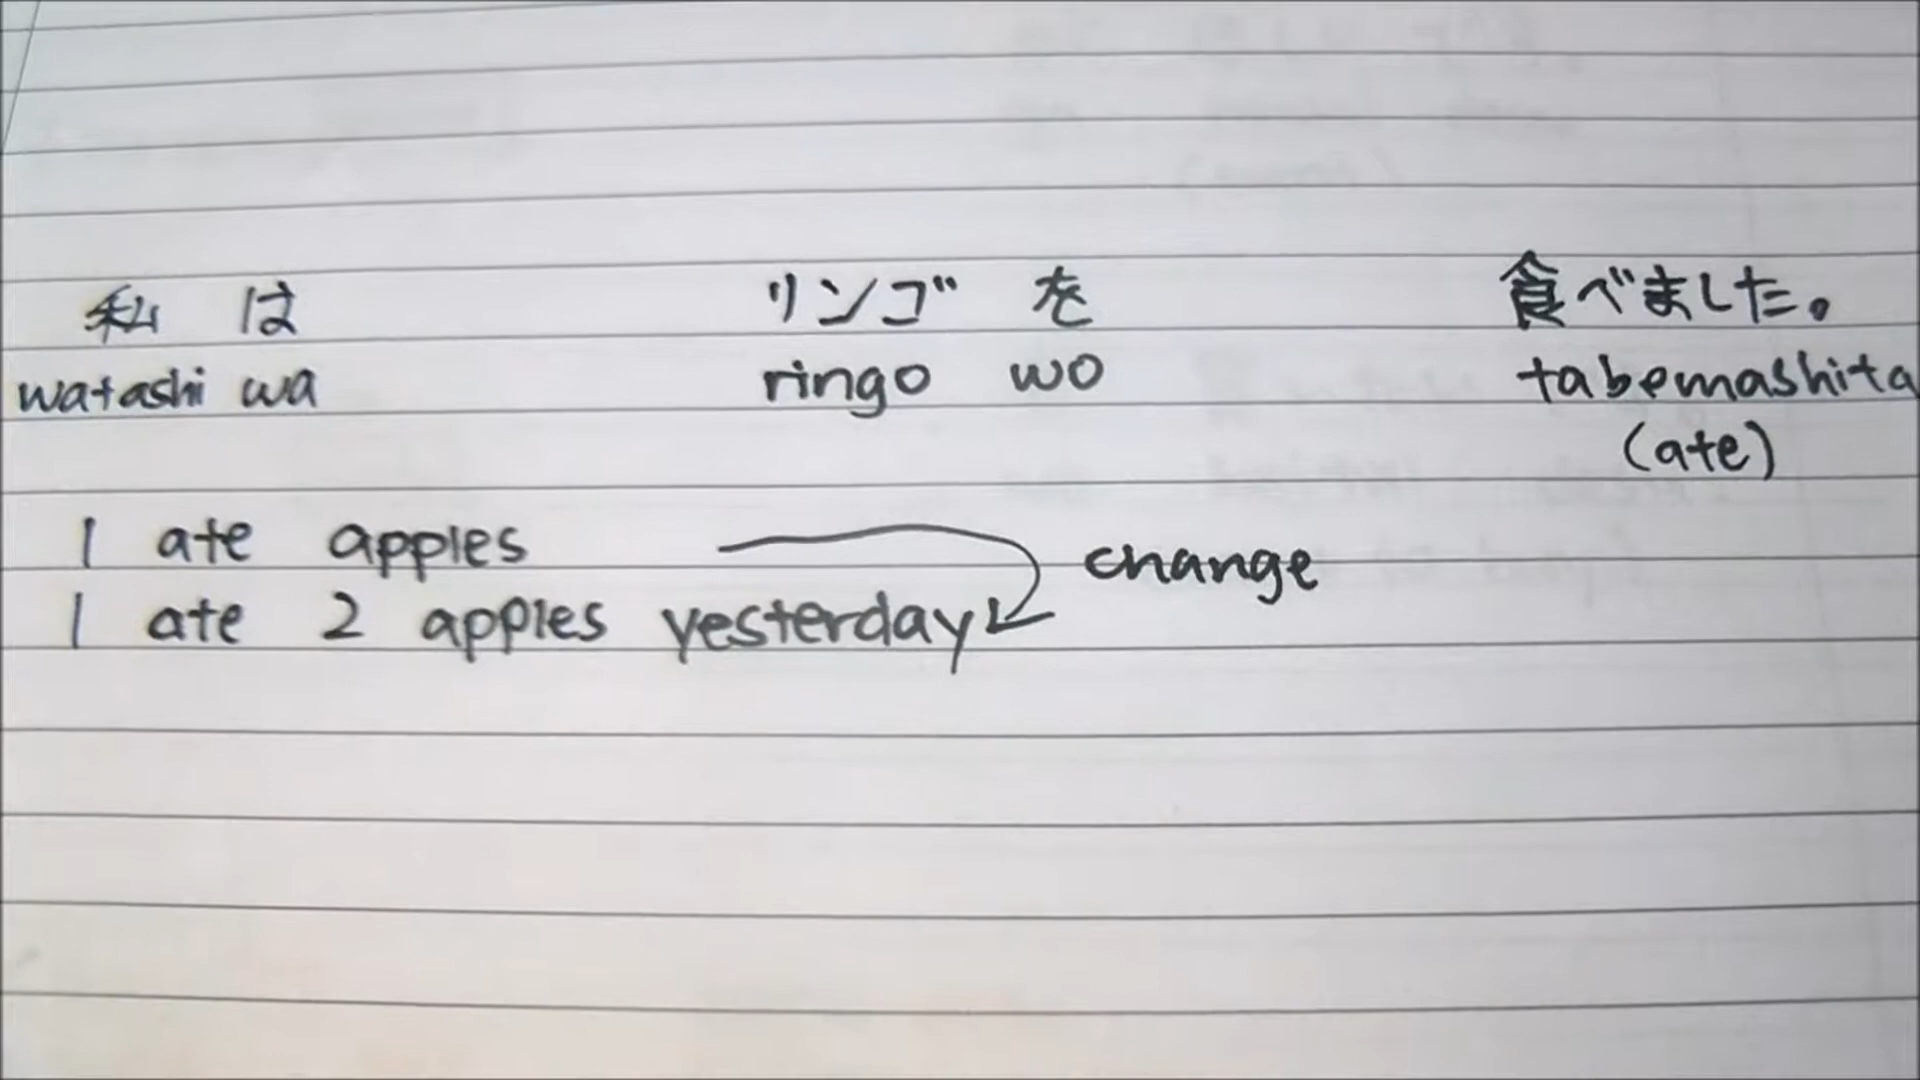 私 は リンゴ を 食べました。
watashi wa ringo wo tabemashita
(ate)
I ate apples
change
I ate 2 apples yesterday